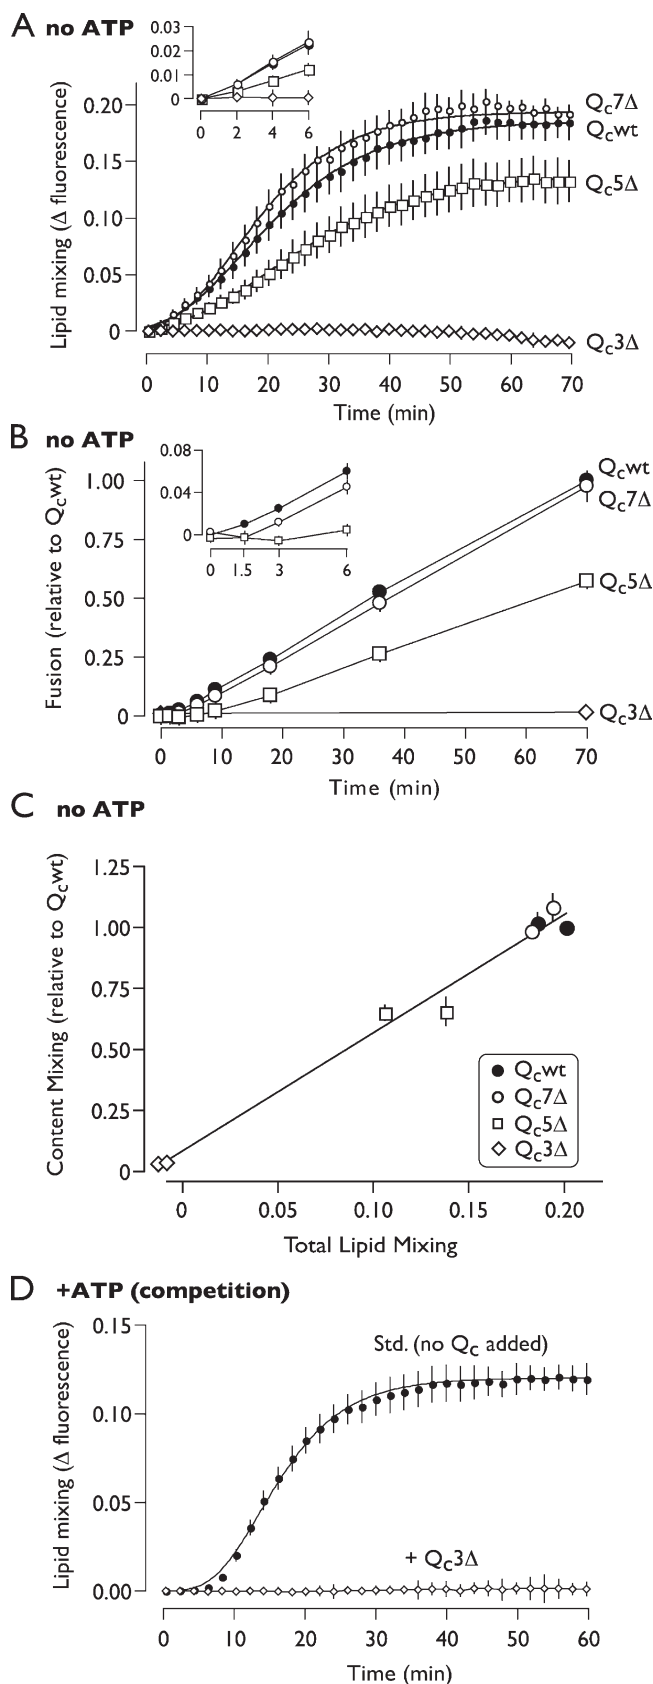 A no ATP
0.03
0.02
0.01
0
0 2 4 6
Lipid mixing (Δ fluorescence)
0.20
0.15
0.10
0.05
0
Qc7Δ
Qcwt
Qc5Δ
Qc3Δ
0 10 20 30 40 50 60 70
Time (min)
B no ATP
0.08
0.04
0
0 1.5 3 6
Fusion (relative to Qcwt)
1.00
0.75
0.50
0.25
0
Qcwt
Qc7Δ
Qc5Δ
Qc3Δ
0 10 20 30 40 50 60 70
Time (min)
C no ATP
Content Mixing (relative to Qcwt)
1.25
1.00
0.75
0.50
0.25
0
Qcwt
Qc7Δ
Qc5Δ
Qc3Δ
0 0.05 0.10 0.15 0.20
Total Lipid Mixing
D +ATP (competition)
Lipid mixing (Δ fluorescence)
0.15
0.10
0.05
0.00
Std. (no Qc added)
+ Qc3Δ
0 10 20 30 40 50 60
Time (min)